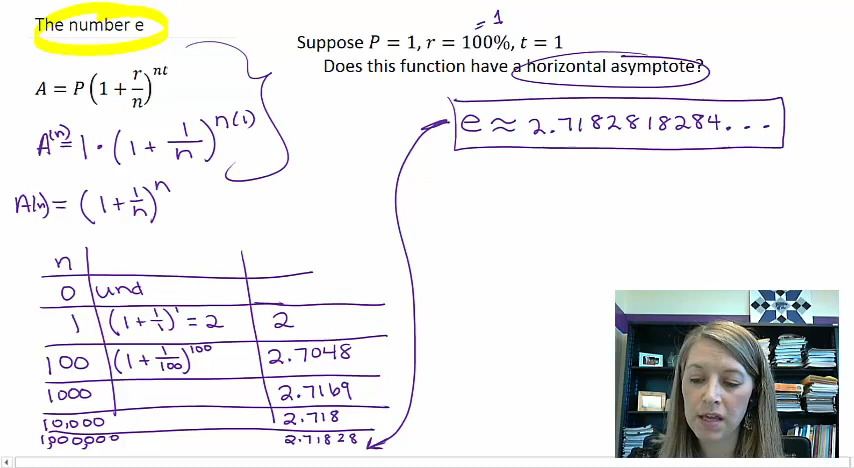 The number e
= 1
Suppose P = 1, r = 100%, t = 1
Does this function have a horizontal asymptote?
A = P(1 + r/n)^nt
e ≈ 2.7182818284...
A(n) = 1 • (1 + 1/n)^n(1)
A(n) = (1 + 1/n)^n
n
0 und
1 (1 + 1/1)^1 = 2 2
100 (1 + 1/100)^100 2.7048
1000 2.7169
10,000 2.718
1,000,000 2.71828